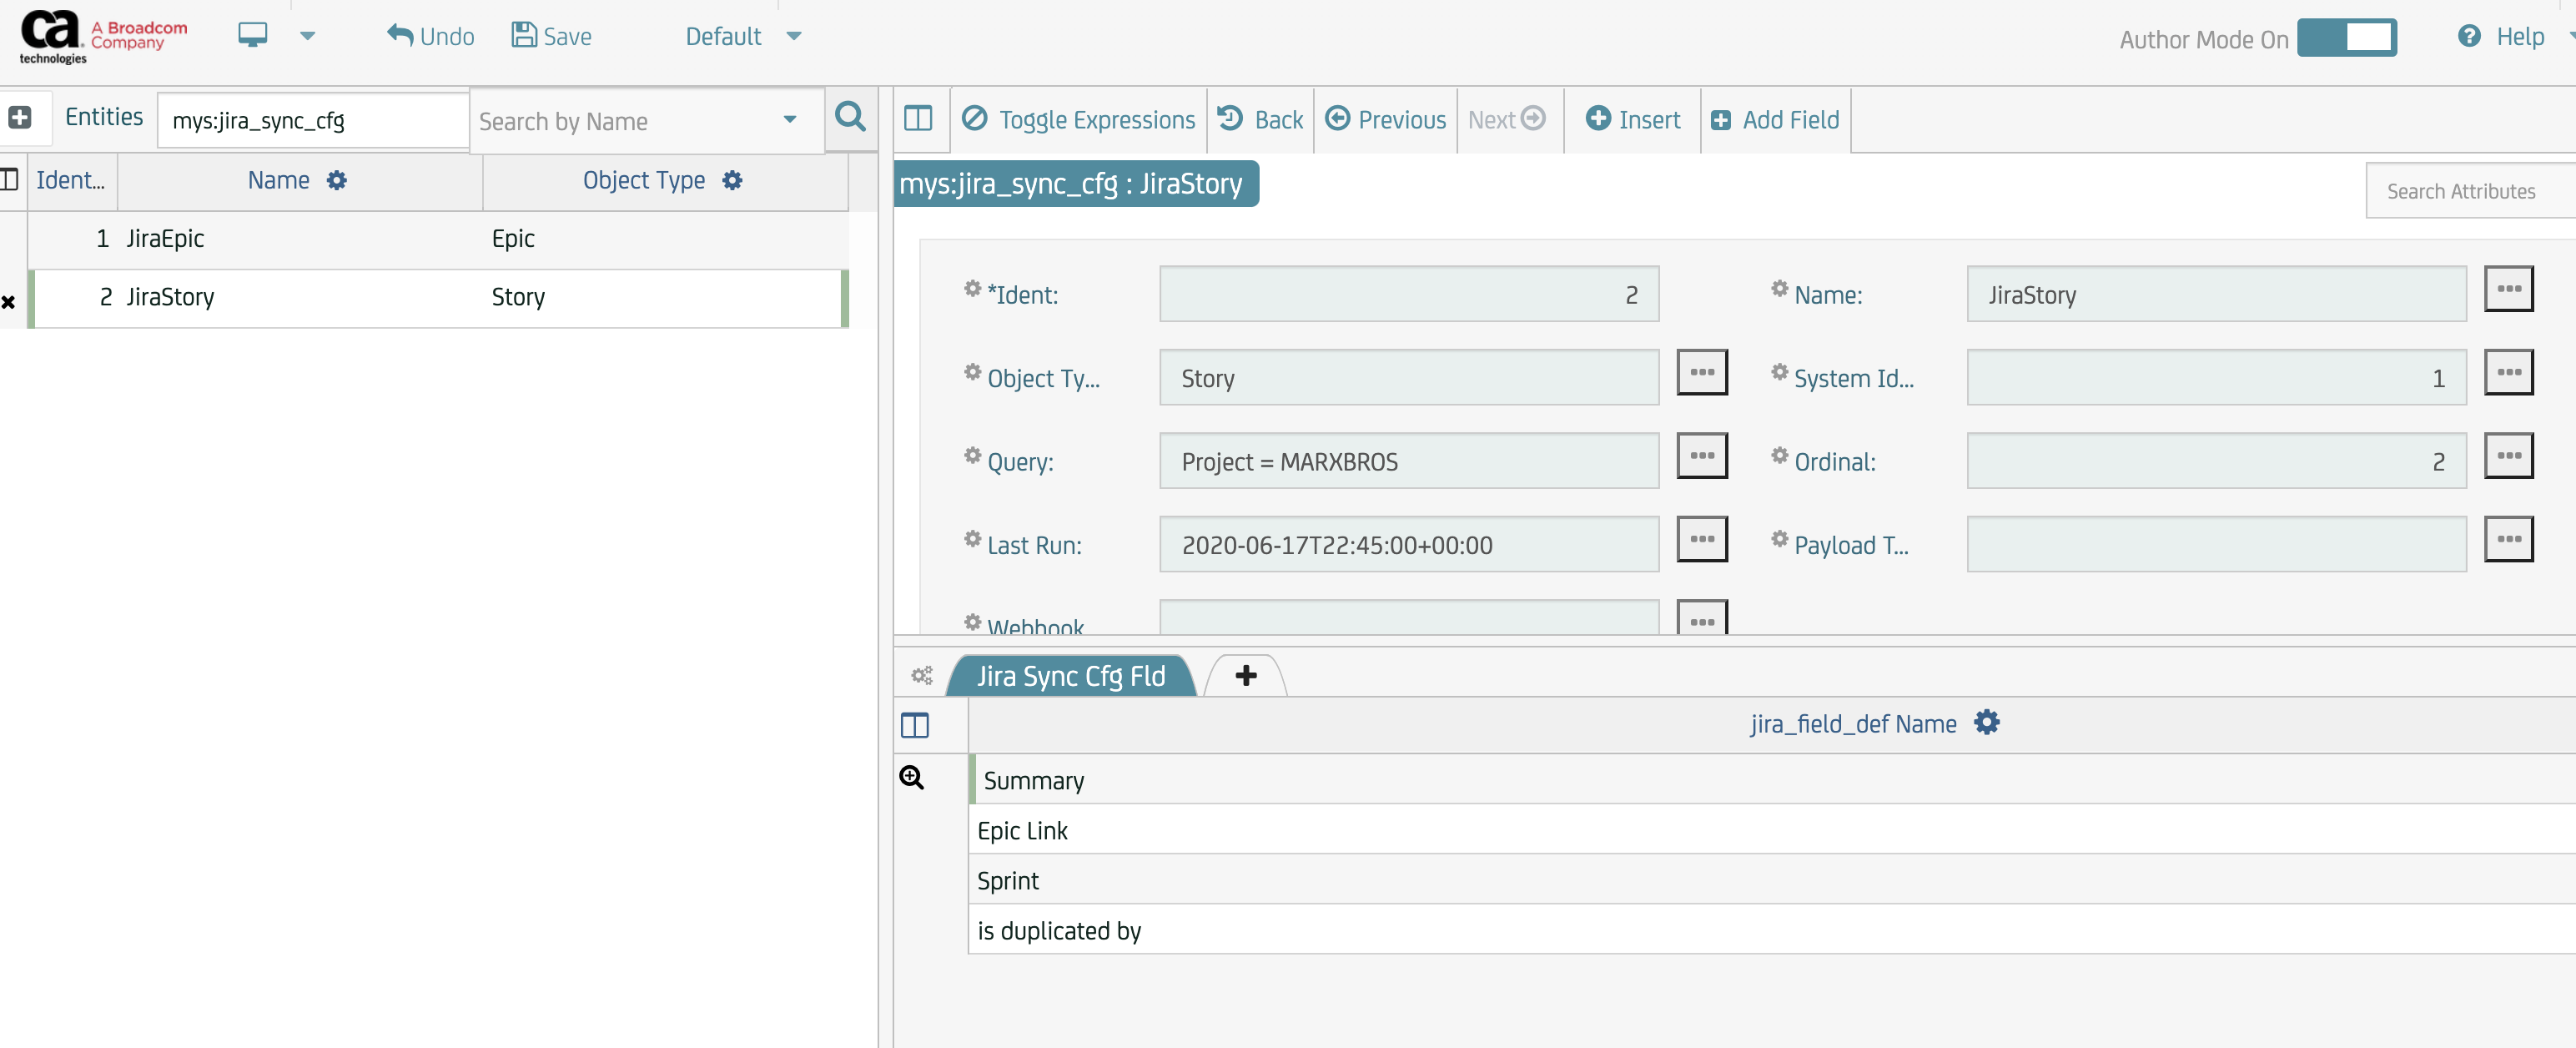 ca technologies
A Broadcom Company
Undo
Save
Default
Author Mode On
Help
Entities
mys:jira_sync_cfg
Search by Name
Toggle Expressions
Back
Previous
Next
Insert
Add Field
Ident...
Name
Object Type
1 JiraEpic Epic
2 JiraStory Story
mys:jira_sync_cfg : JiraStory
Search Attributes
*Ident: 2
Name: JiraStory
Object Ty... Story
System Id... 1
Query: Project = MARXBROS
Ordinal: 2
Last Run: 2020-06-17T22:45:00+00:00
Payload T...
Webhook
Jira Sync Cfg Fld
jira_field_def Name
Summary
Epic Link
Sprint
is duplicated by